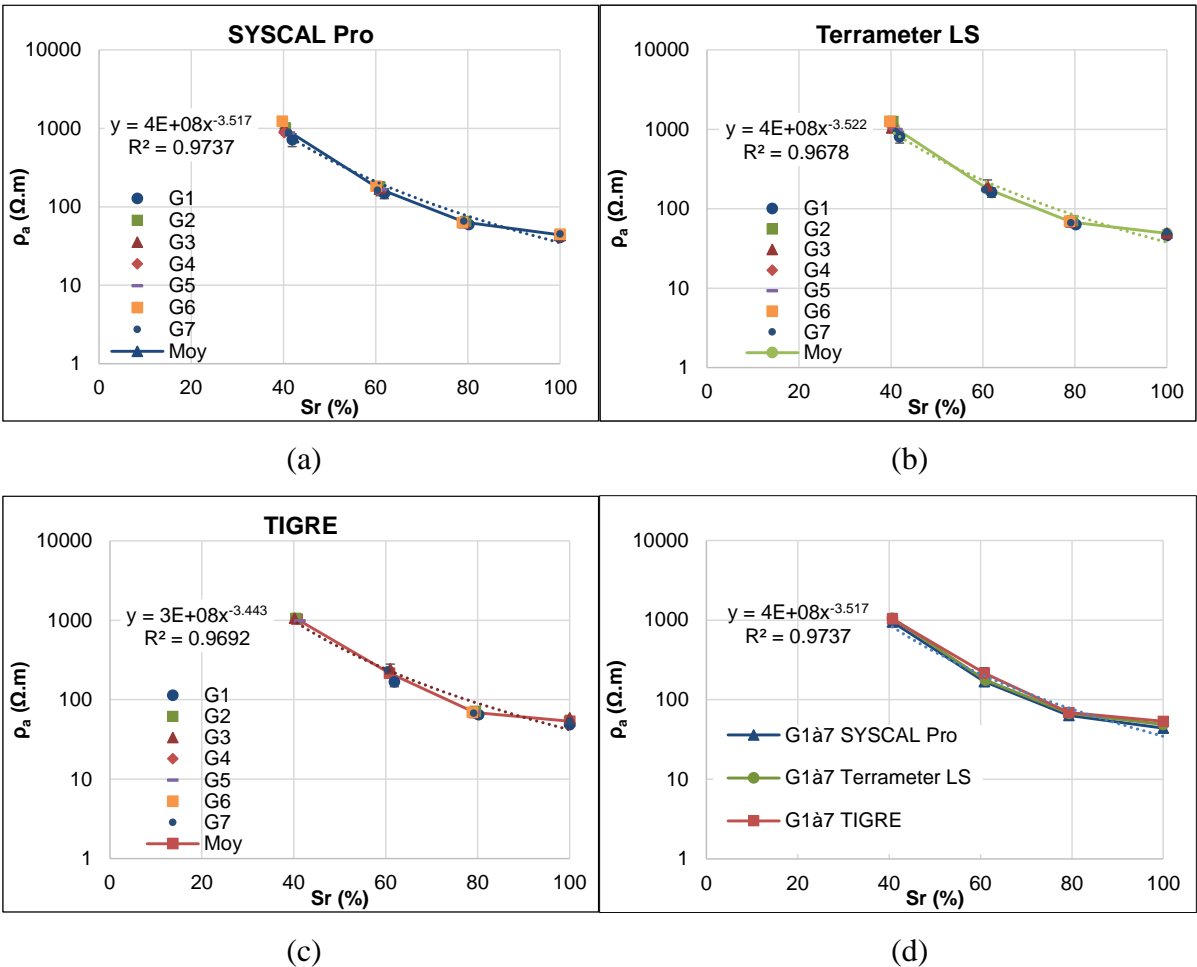 SYSCAL Pro
10000
1000
100
10
1
ρa (Ω.m)
y = 4E+08x-3.517
R² = 0.9737
G1
G2
G3
G4
G5
G6
G7
Moy
0 20 40 60 80 100
Sr (%)
(a)
Terrameter LS
10000
1000
100
10
1
ρa (Ω.m)
y = 4E+08x-3.522
R² = 0.9678
G1
G2
G3
G4
G5
G6
G7
Moy
0 20 40 60 80 100
Sr (%)
(b)
TIGRE
10000
1000
100
10
1
ρa (Ω.m)
y = 3E+08x-3.443
R² = 0.9692
G1
G2
G3
G4
G5
G6
G7
Moy
0 20 40 60 80 100
Sr (%)
(c)
10000
1000
100
10
1
ρa (Ω.m)
y = 4E+08x-3.517
R² = 0.9737
G1à7 SYSCAL Pro
G1à7 Terrameter LS
G1à7 TIGRE
0 20 40 60 80 100
Sr (%)
(d)